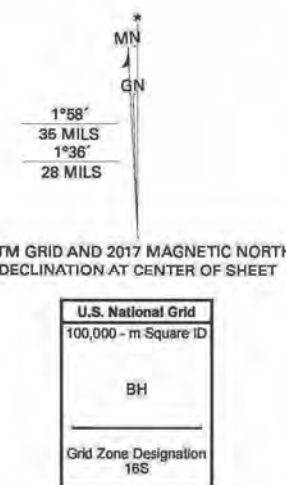 *
MN
GN
1°58´
35 MILS
1°36´
28 MILS
TM GRID AND 2017 MAGNETIC NORTH
DECLINATION AT CENTER OF SHEET
U.S. National Grid
100,000 - m Square ID
BH
Grid Zone Designation
16S